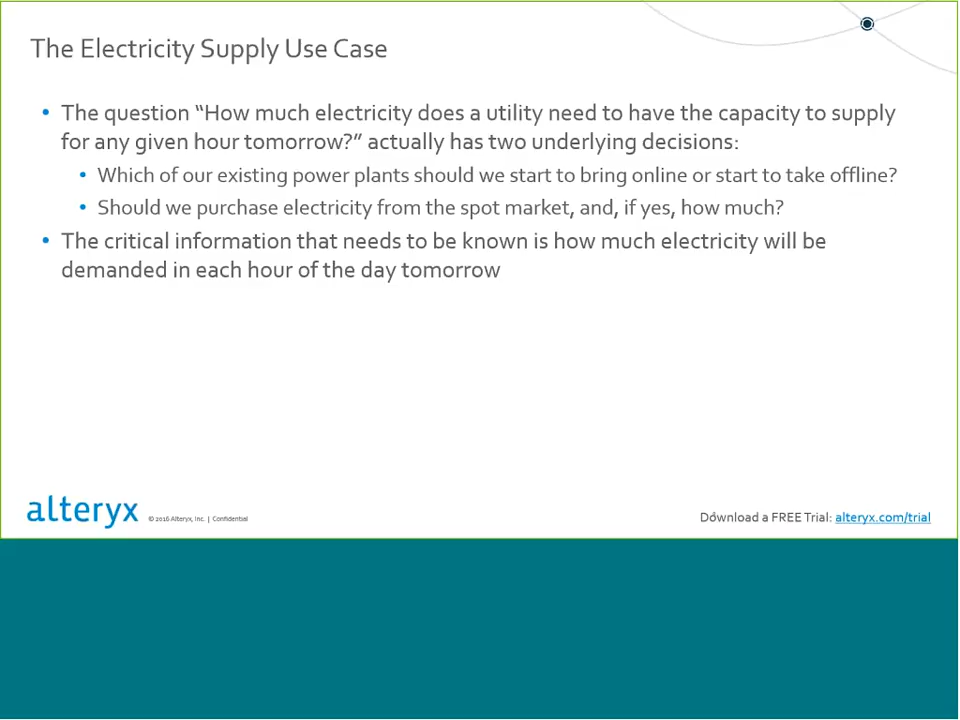 The Electricity Supply Use Case
• The question “How much electricity does a utility need to have the capacity to supply
for any given hour tomorrow?” actually has two underlying decisions:
• Which of our existing power plants should we start to bring online or start to take offline?
• Should we purchase electricity from the spot market, and, if yes, how much?
• The critical information that needs to be known is how much electricity will be
demanded in each hour of the day tomorrow
alteryx © 2016 Alteryx, Inc. | Confidential
Download a FREE Trial: alteryx.com/trial